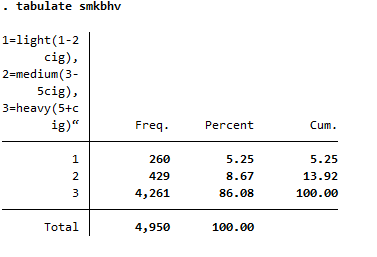 . tabulate smkbhv
1=light(1-2
cig),
2=medium(3-
5cig),
3=heavy(5+c
ig)“ Freq. Percent Cum.
1 260 5.25 5.25
2 429 8.67 13.92
3 4,261 86.08 100.00
Total 4,950 100.00